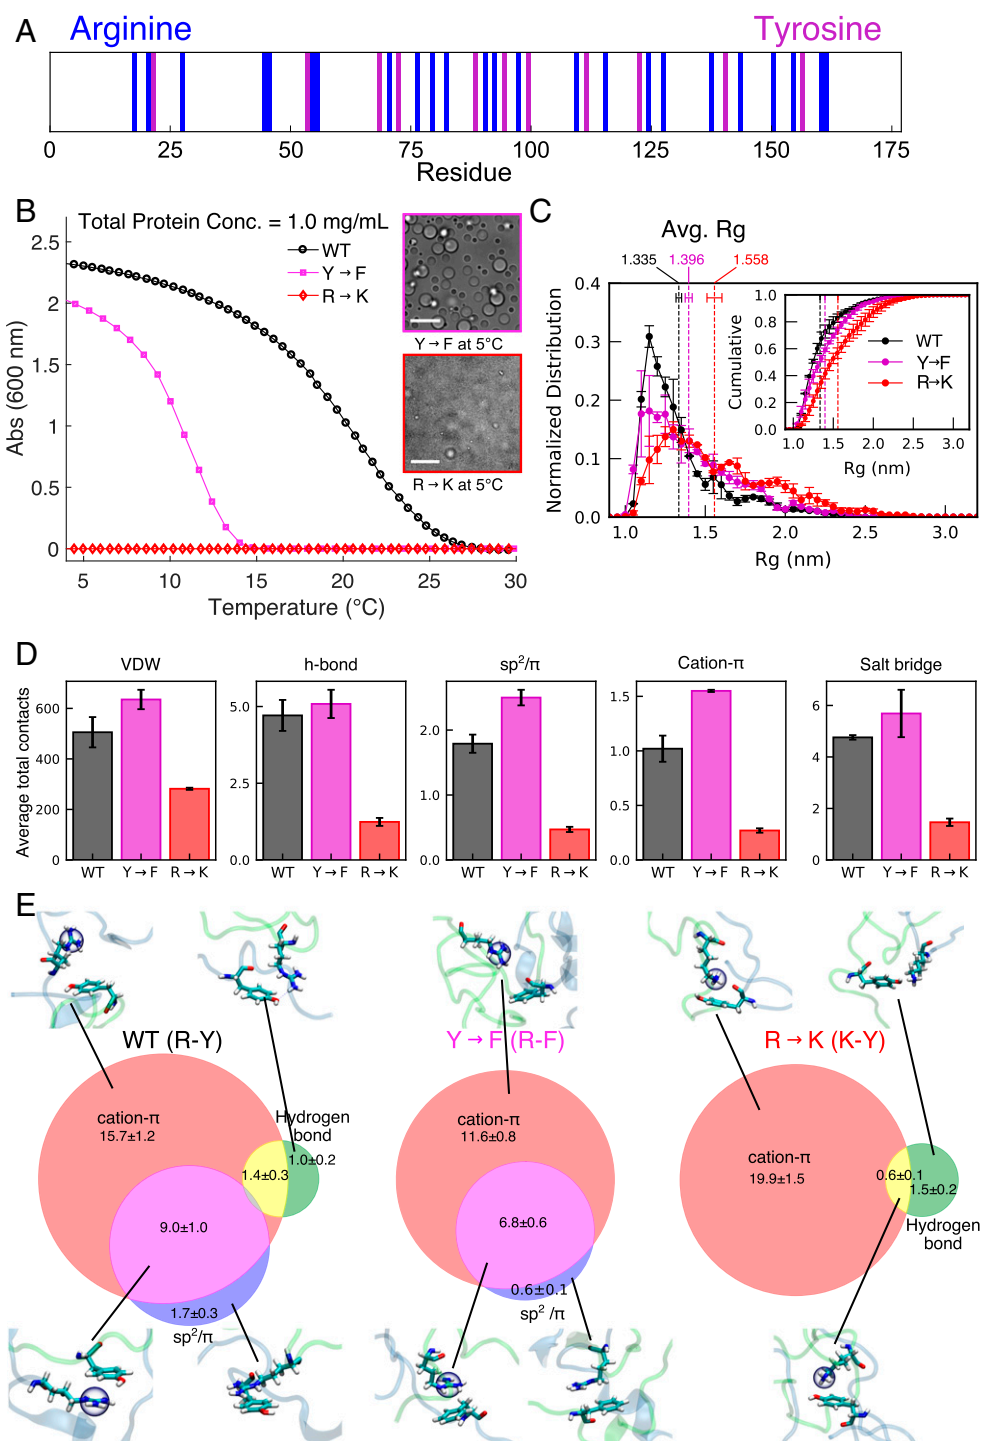 A
Arginine
Tyrosine
0 25 50 75 100 125 150 175
Residue
B
Total Protein Conc. = 1.0 mg/mL
WT
Y→F
R→K
2.5
2
1.5
1
0.5
0
Abs (600 nm)
5 10 15 20 25 30
Temperature (°C)
Y→F at 5°C
R→K at 5°C
C
Avg. Rg
1.335 1.396 1.558
0.4
0.3
0.2
0.1
0.0
Normalized Distribution
1.0 1.5 2.0 2.5 3.0
Rg (nm)
1.0
0.8
0.6
0.4
0.2
0.0
Cumulative
WT
Y→F
R→K
1.0 1.5 2.0 2.5 3.0
Rg (nm)
D
Average total contacts
VDW
600
400
200
0
WT Y→F R→K
h-bond
5.0
2.5
0.0
WT Y→F R→K
sp²/π
2.0
1.0
0.0
WT Y→F R→K
Cation-π
1.5
1.0
0.5
0.0
WT Y→F R→K
Salt bridge
6
4
2
0
WT Y→F R→K
E
WT (R-Y)
cation-π
15.7±1.2
Hydrogen
bond
1.0±0.2
1.4±0.3
9.0±1.0
1.7±0.3
sp²/π
Y→F (R-F)
cation-π
11.6±0.8
6.8±0.6
0.6±0.1
sp² /π
R→K (K-Y)
cation-π
19.9±1.5
0.6±0.1
1.5±0.2
Hydrogen
bond